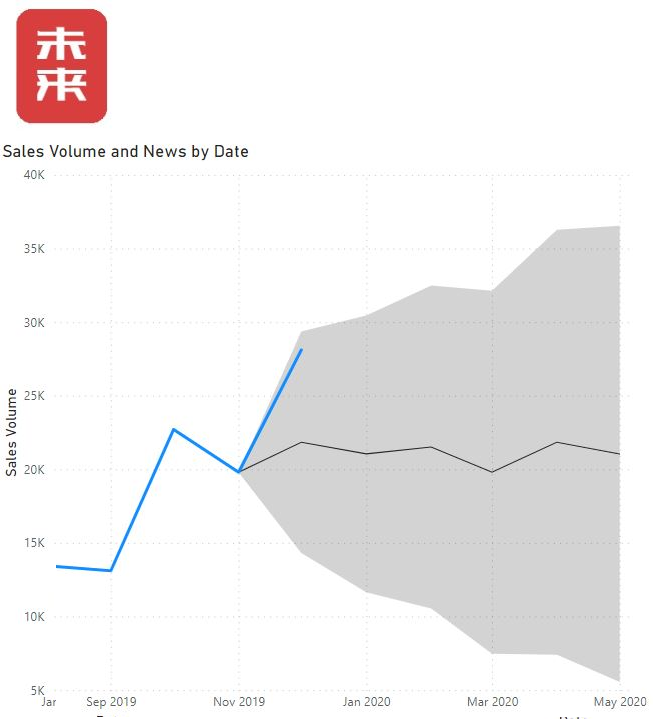 未
来
Sales Volume and News by Date
40K
35K
30K
25K
20K
15K
10K
5K
Sales Volume
Jar Sep 2019 Nov 2019 Jan 2020 Mar 2020 May 2020